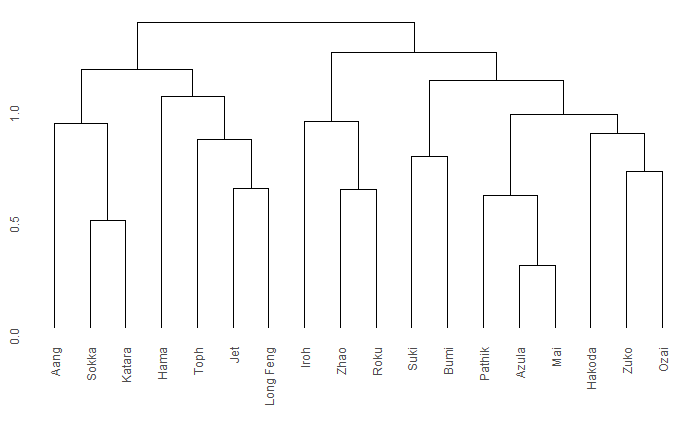 1.0
0.5
0.0
Aang
Sokka
Katara
Hama
Toph
Jet
Long Feng
Iroh
Zhao
Roku
Suki
Bumi
Pathik
Azula
Mai
Hakoda
Zuko
Ozai